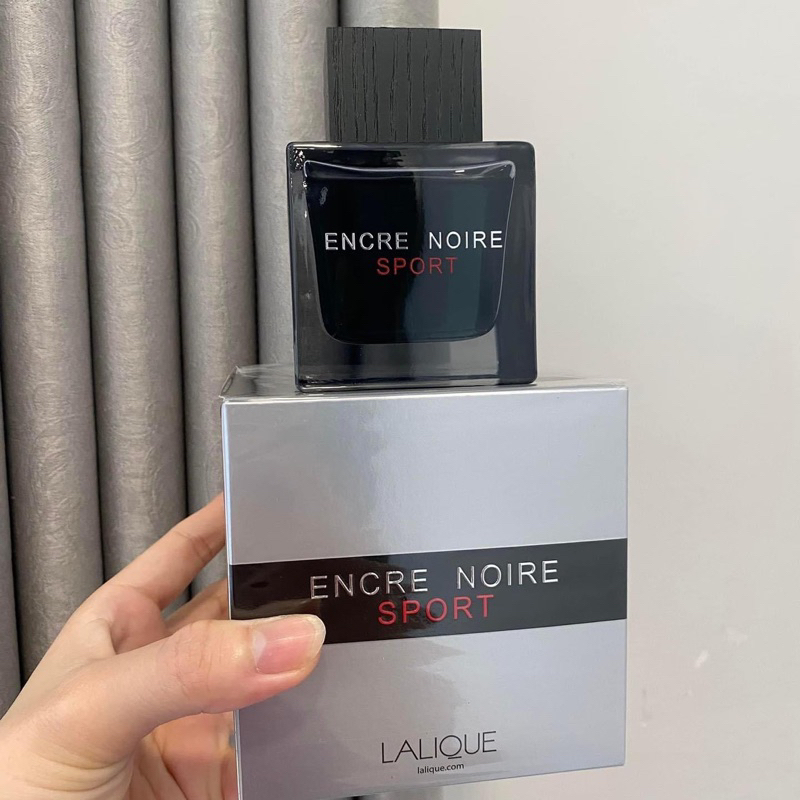 ENCRE NOIRE
SPORT
ENCRE NOIRE
SPORT
LALIQUE
lalique.com